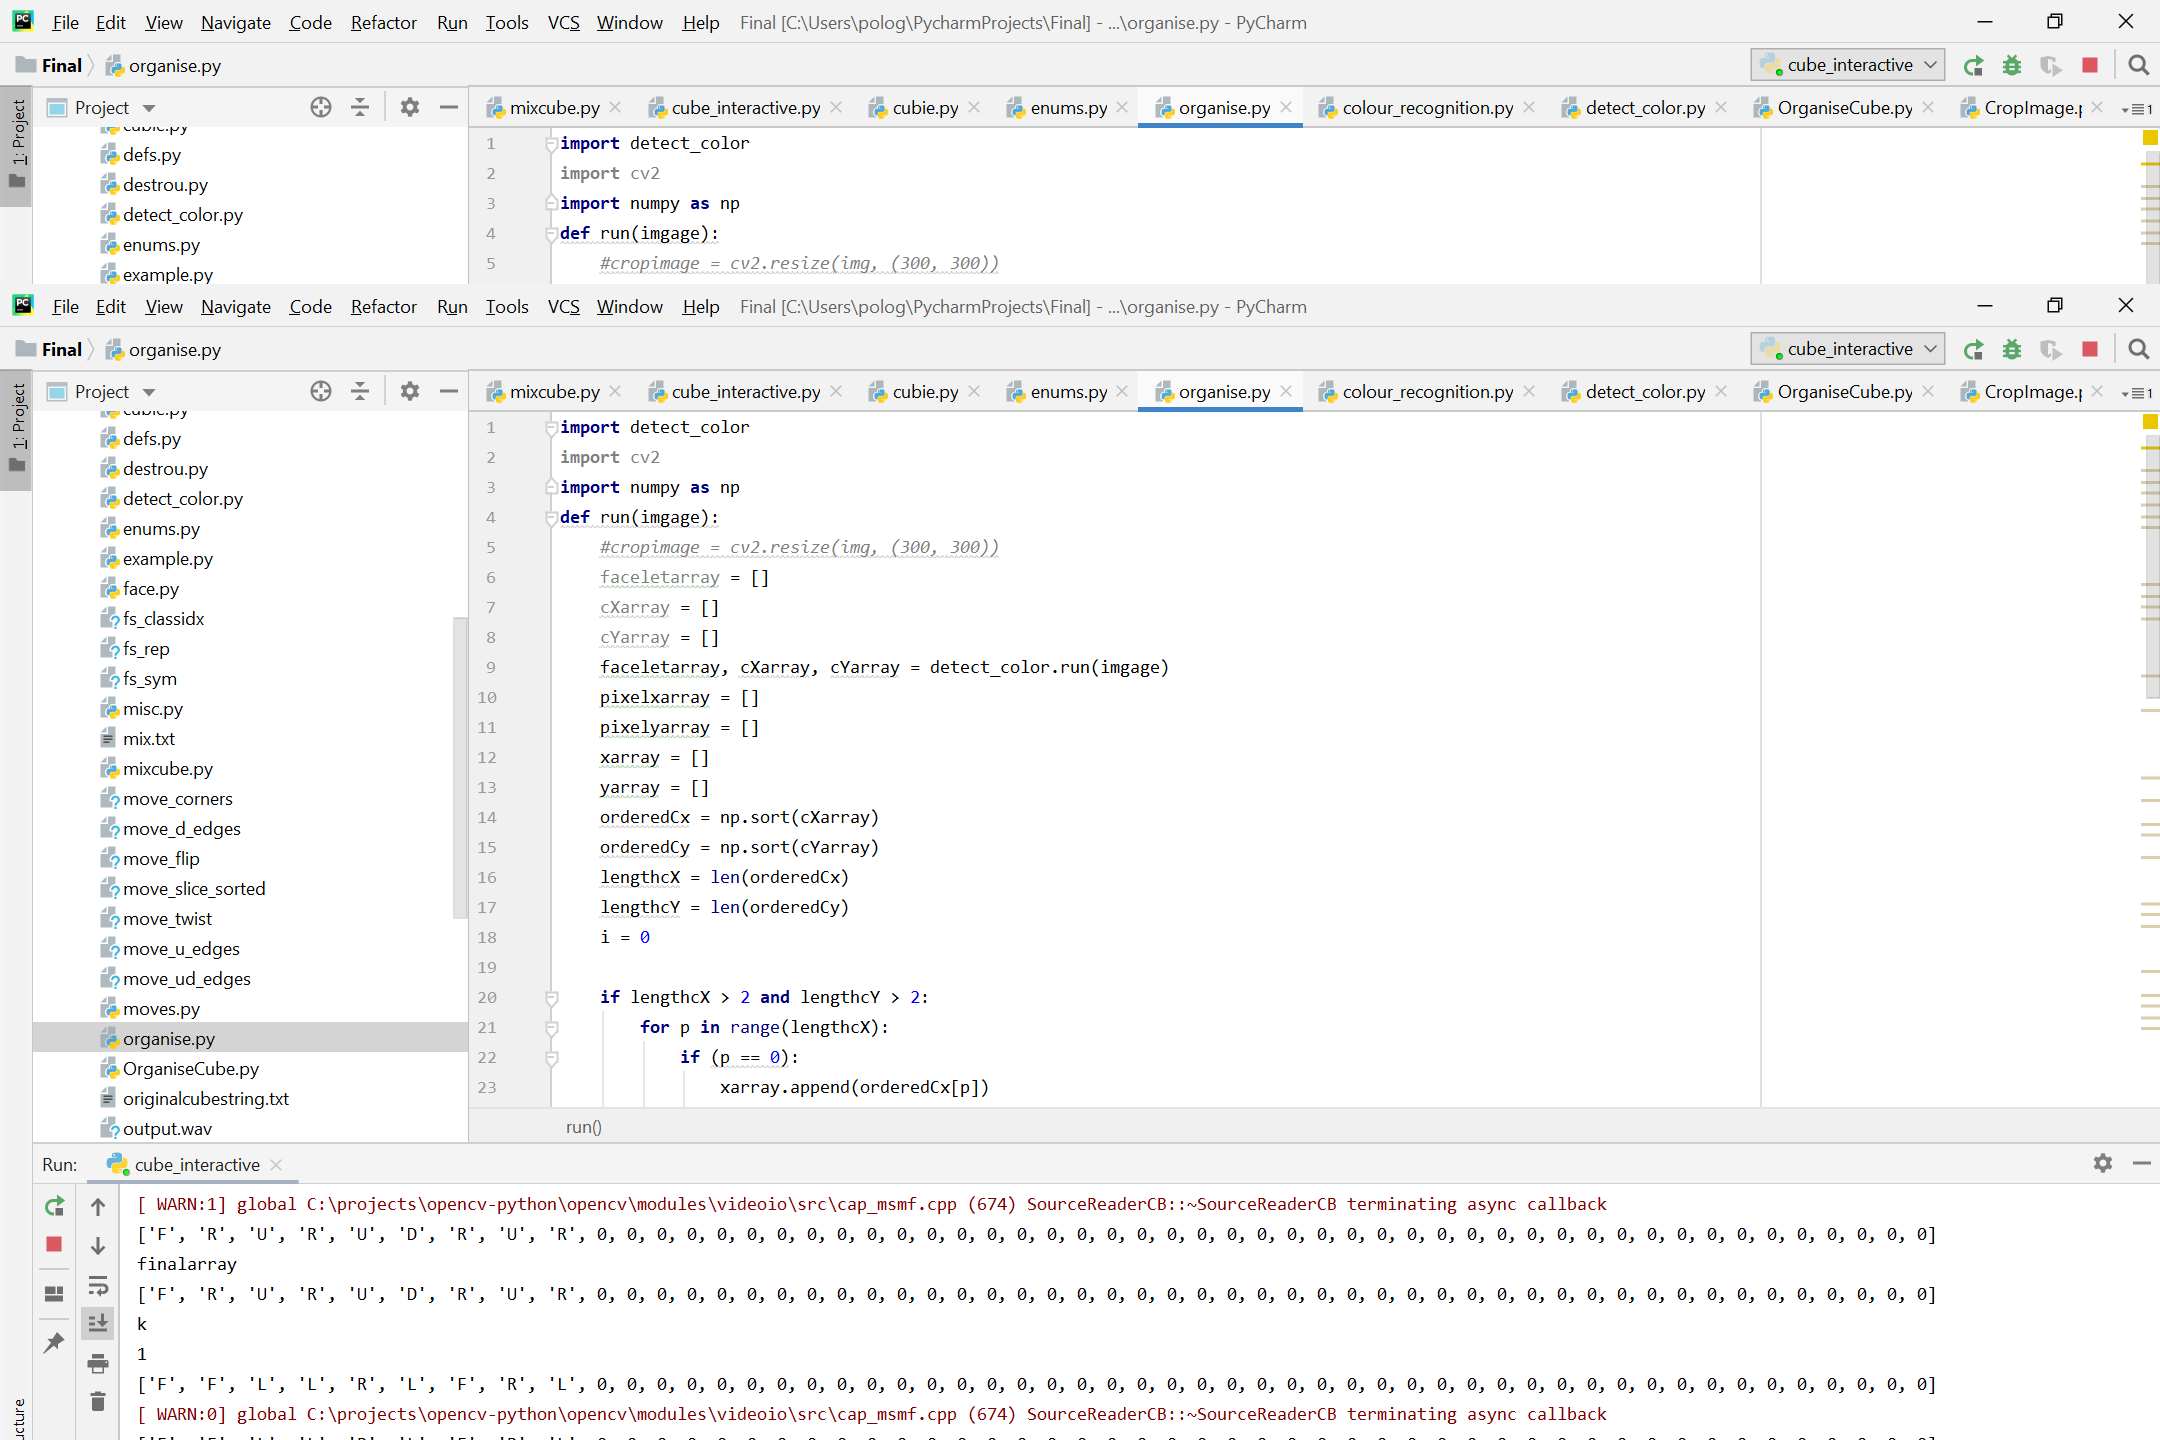 File Edit View Navigate Code Refactor Run Tools VCS Window Help Final [C:\Users\polog\PycharmProjects\Final] - ...\organise.py - PyCharm
Final organise.py cube_interactive
1: Project
Project
mixcube.py cube_interactive.py cubie.py enums.py organise.py colour_recognition.py detect_color.py OrganiseCube.py CropImage.p 1
cubie.py
defs.py
destrou.py
detect_color.py
enums.py
example.py
1 import detect_color
2 import cv2
3 import numpy as np
4 def run(imgage):
5 #cropimage = cv2.resize(img, (300, 300))
File Edit View Navigate Code Refactor Run Tools VCS Window Help Final [C:\Users\polog\PycharmProjects\Final] - ...\organise.py - PyCharm
Final organise.py cube_interactive
1: Project
Project
mixcube.py cube_interactive.py cubie.py enums.py organise.py colour_recognition.py detect_color.py OrganiseCube.py CropImage.p 1
cubie.py
defs.py
destrou.py
detect_color.py
enums.py
example.py
face.py
fs_classidx
fs_rep
fs_sym
misc.py
mix.txt
mixcube.py
move_corners
move_d_edges
move_flip
move_slice_sorted
move_twist
move_u_edges
move_ud_edges
moves.py
organise.py
OrganiseCube.py
originalcubestring.txt
output.wav
1 import detect_color
2 import cv2
3 import numpy as np
4 def run(imgage):
5 #cropimage = cv2.resize(img, (300, 300))
6 faceletarray = []
7 cXarray = []
8 cYarray = []
9 faceletarray, cXarray, cYarray = detect_color.run(imgage)
10 pixelxarray = []
11 pixelyarray = []
12 xarray = []
13 yarray = []
14 orderedCx = np.sort(cXarray)
15 orderedCy = np.sort(cYarray)
16 lengthcX = len(orderedCx)
17 lengthcY = len(orderedCy)
18 i = 0
19
20 if lengthcX > 2 and lengthcY > 2:
21 for p in range(lengthcX):
22 if (p == 0):
23 xarray.append(orderedCx[p])
run()
Run: cube_interactive
[ WARN:1] global C:\projects\opencv-python\opencv\modules\videoio\src\cap_msmf.cpp (674) SourceReaderCB::~SourceReaderCB terminating async callback
['F', 'R', 'U', 'R', 'U', 'D', 'R', 'U', 'R', 0, 0, 0, 0, 0, 0, 0, 0, 0, 0, 0, 0, 0, 0, 0, 0, 0, 0, 0, 0, 0, 0, 0, 0, 0, 0, 0, 0, 0, 0, 0, 0, 0, 0, 0, 0, 0, 0, 0, 0, 0, 0, 0, 0]
finalarray
['F', 'R', 'U', 'R', 'U', 'D', 'R', 'U', 'R', 0, 0, 0, 0, 0, 0, 0, 0, 0, 0, 0, 0, 0, 0, 0, 0, 0, 0, 0, 0, 0, 0, 0, 0, 0, 0, 0, 0, 0, 0, 0, 0, 0, 0, 0, 0, 0, 0, 0, 0, 0, 0, 0, 0]
k
1
['F', 'F', 'L', 'L', 'R', 'L', 'F', 'R', 'L', 0, 0, 0, 0, 0, 0, 0, 0, 0, 0, 0, 0, 0, 0, 0, 0, 0, 0, 0, 0, 0, 0, 0, 0, 0, 0, 0, 0, 0, 0, 0, 0, 0, 0, 0, 0, 0, 0, 0, 0, 0, 0, 0, 0]
[ WARN:0] global C:\projects\opencv-python\opencv\modules\videoio\src\cap_msmf.cpp (674) SourceReaderCB::~SourceReaderCB terminating async callback
ucture